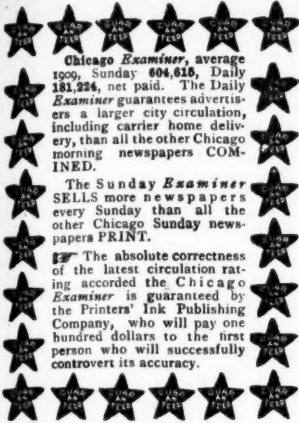 Chicago Examiner, average
1909, Sunday 604,615, Daily
181,224, net paid. The Daily
Examiner guarantees advertis-
ers a larger city circulation,
including carrier home deliv-
ery, than all the other Chicago
morning newspapers COM-
INED.
The Sunday Examiner
SELLS more newspapers
every Sunday than all the
other Chicago Sunday news-
papers PRINT.
☞ The absolute correctness
of the latest circulation rat-
ing accorded the Chicago
Examiner is guaranteed by
the Printers' Ink Publishing
Company, who will pay one
hundred dollars to the first
person who will successfully
controvert its accuracy.